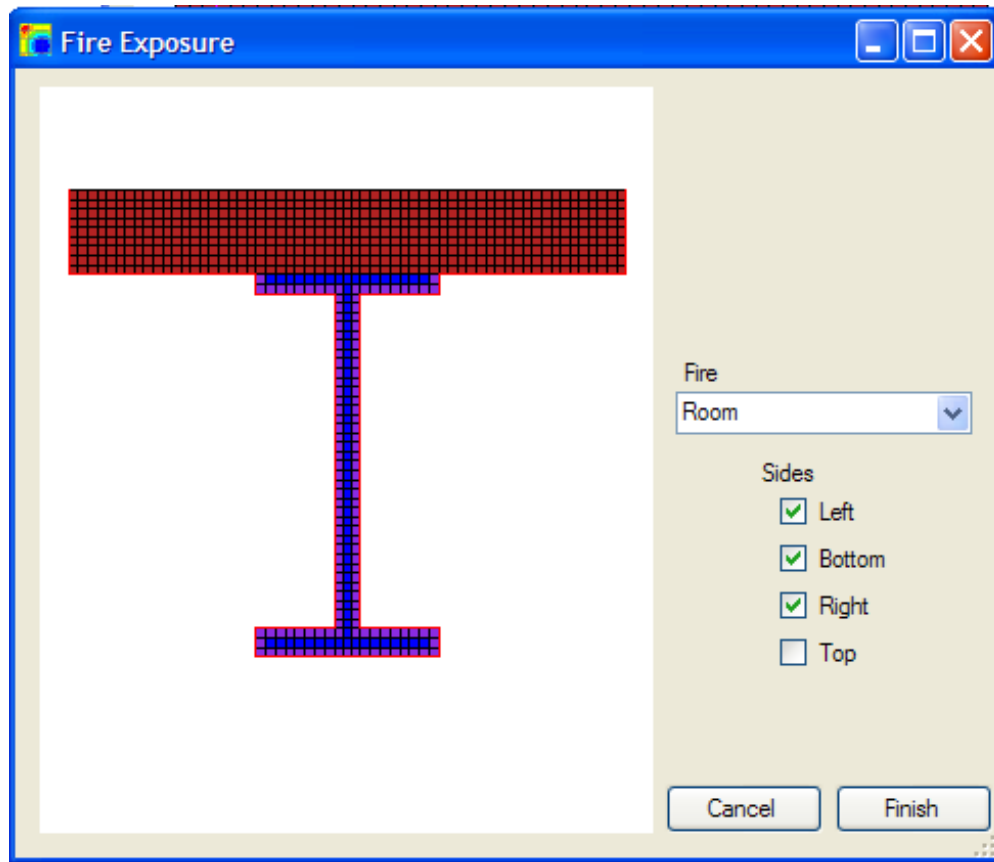 Fire Exposure
Fire
Room
Sides
Left
Bottom
Right
Top
Cancel Finish